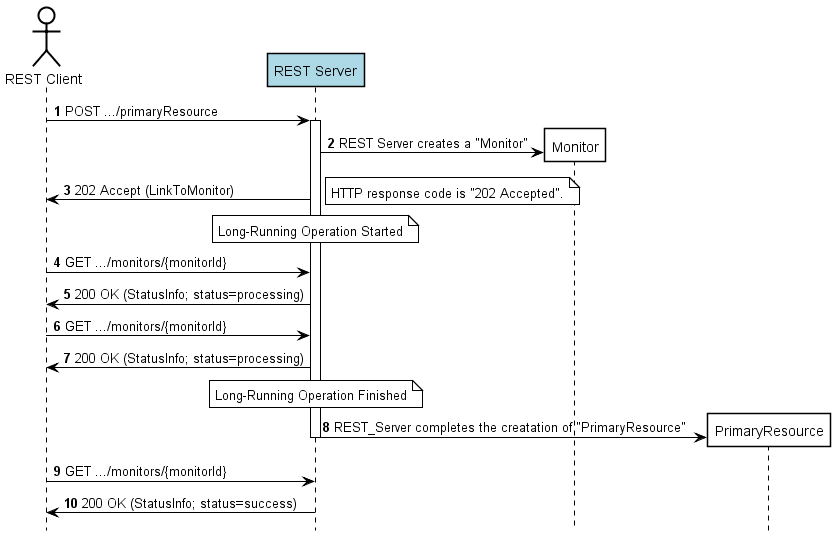 REST Client
REST Server
1 POST .../primaryResource
2 REST Server creates a "Monitor"
Monitor
3 202 Accept (LinkToMonitor)
HTTP response code is "202 Accepted".
Long-Running Operation Started
4 GET .../monitors/{monitorId}
5 200 OK (StatusInfo; status=processing)
6 GET .../monitors/{monitorId}
7 200 OK (StatusInfo; status=processing)
Long-Running Operation Finished
8 REST_Server completes the creatation of "PrimaryResource"
PrimaryResource
9 GET .../monitors/{monitorId}
10 200 OK (StatusInfo; status=success)